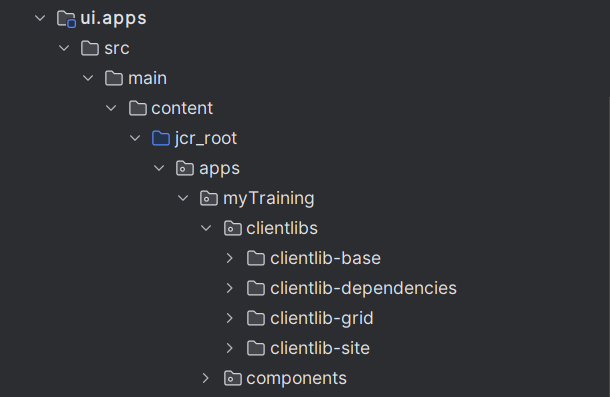 ui.apps
src
main
content
jcr_root
apps
myTraining
clientlibs
clientlib-base
clientlib-dependencies
clientlib-grid
clientlib-site
components